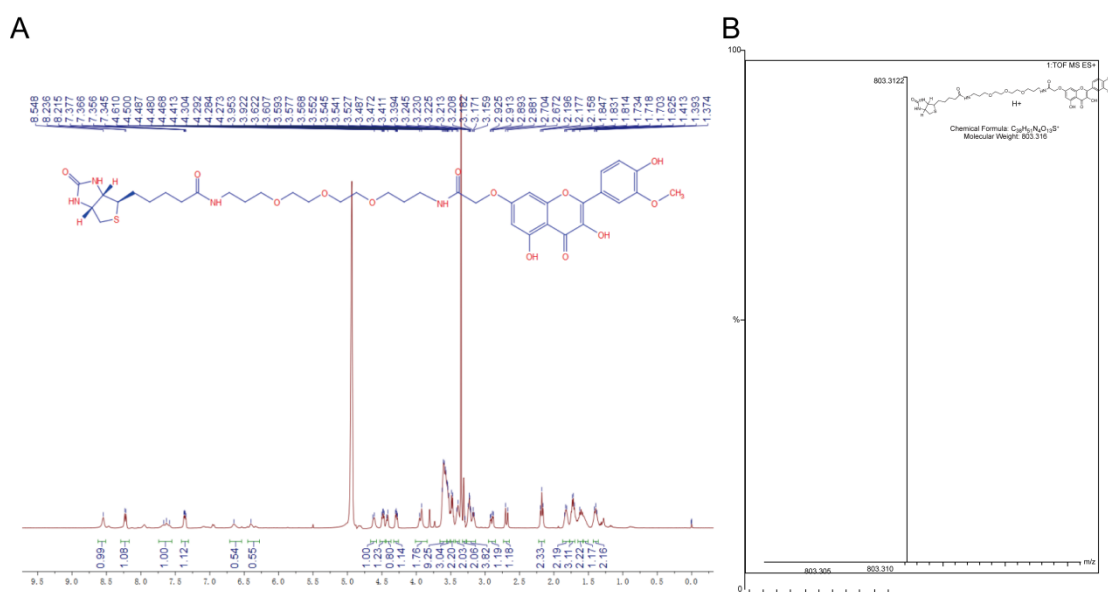 A
8.548 8.236 8.215 7.377 7.366 7.356 7.345 4.610 4.500 4.487 4.480 4.468 4.413 4.304 4.292 4.284 4.273 3.953 3.922 3.622 3.607 3.593 3.577 3.568 3.552 3.545 3.541 3.527 3.487 3.472 3.411 3.394 3.245 3.230 3.225 3.213 3.208 3.182 3.171 3.159 2.925 2.913 2.893 2.881 2.704 2.672 2.196 2.177 2.158 1.847 1.831 1.814 1.734 1.718 1.703 1.625 1.413 1.393 1.374
O NH HN H H S O NH O O O NH O O O OH O OH OH O CH₃
0.99 1.08 1.00 1.12 0.54 0.55 1.00 1.23 0.80 1.14 1.76 9.25 3.04 2.20 2.03 2.06 3.82 1.19 1.18 2.33 2.19 3.11 2.22 1.17 2.16
9.5 9.0 8.5 8.0 7.5 7.0 6.5 6.0 5.5 5.0 4.5 4.0 3.5 3.0 2.5 2.0 1.5 1.0 0.5 0.0
B
100
1:TOF MS ES+
803.3122
H+
Chemical Formula: C₃₈H₅₁N₄O₁₃S⁺
Molecular Weight: 803.316
%
803.305
803.310
m/z
0